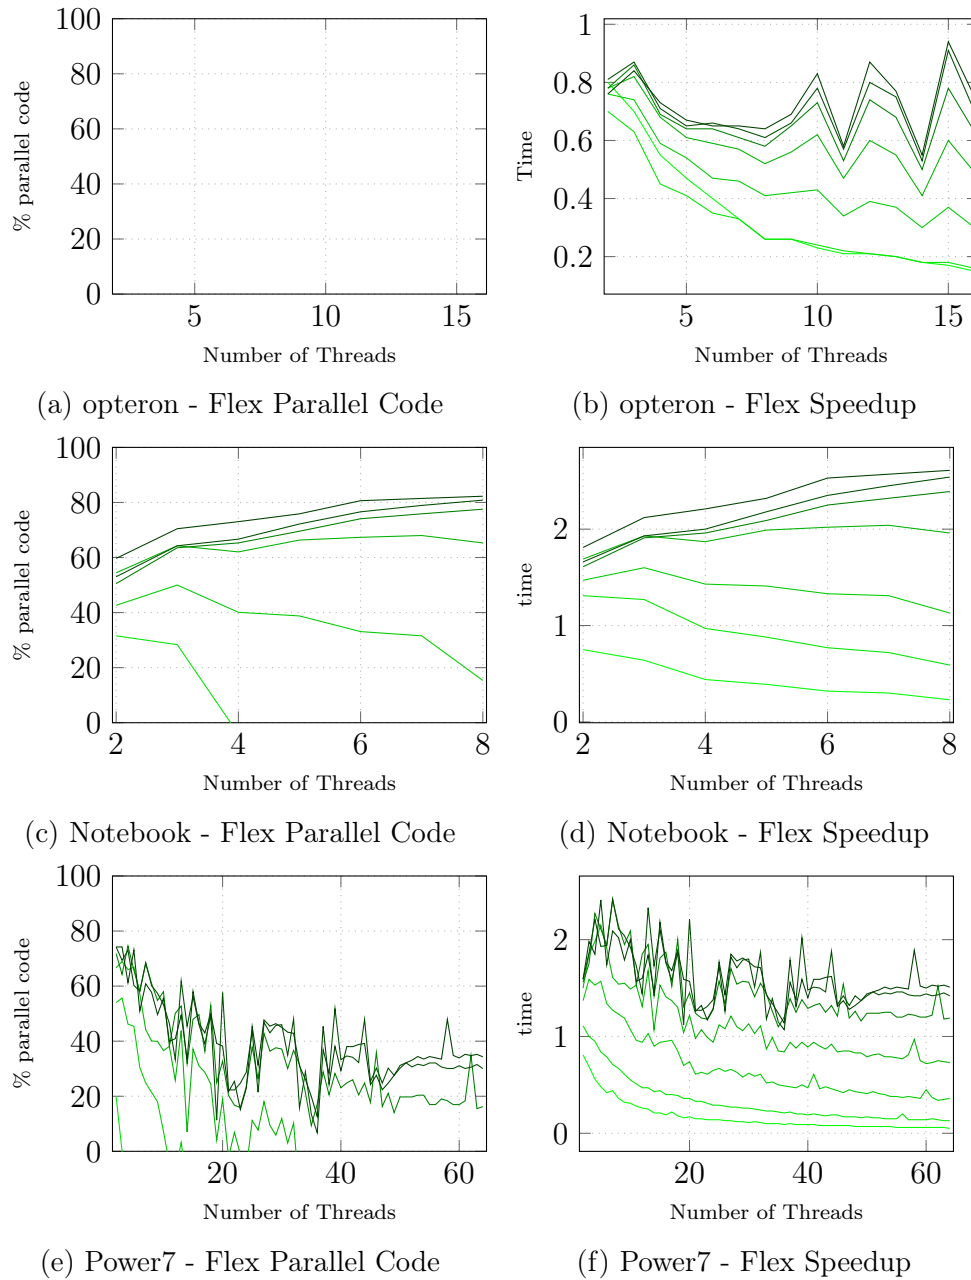 100
80
60
40
20
0
% parallel code
5
10
15
Number of Threads
(a) opteron - Flex Parallel Code
1
0.8
0.6
0.4
0.2
Time
5
10
15
Number of Threads
(b) opteron - Flex Speedup
100
80
60
40
20
0
% parallel code
2
4
6
8
Number of Threads
(c) Notebook - Flex Parallel Code
2
1
0
time
2
4
6
8
Number of Threads
(d) Notebook - Flex Speedup
100
80
60
40
20
0
% parallel code
20
40
60
Number of Threads
(e) Power7 - Flex Parallel Code
2
1
0
time
20
40
60
Number of Threads
(f) Power7 - Flex Speedup